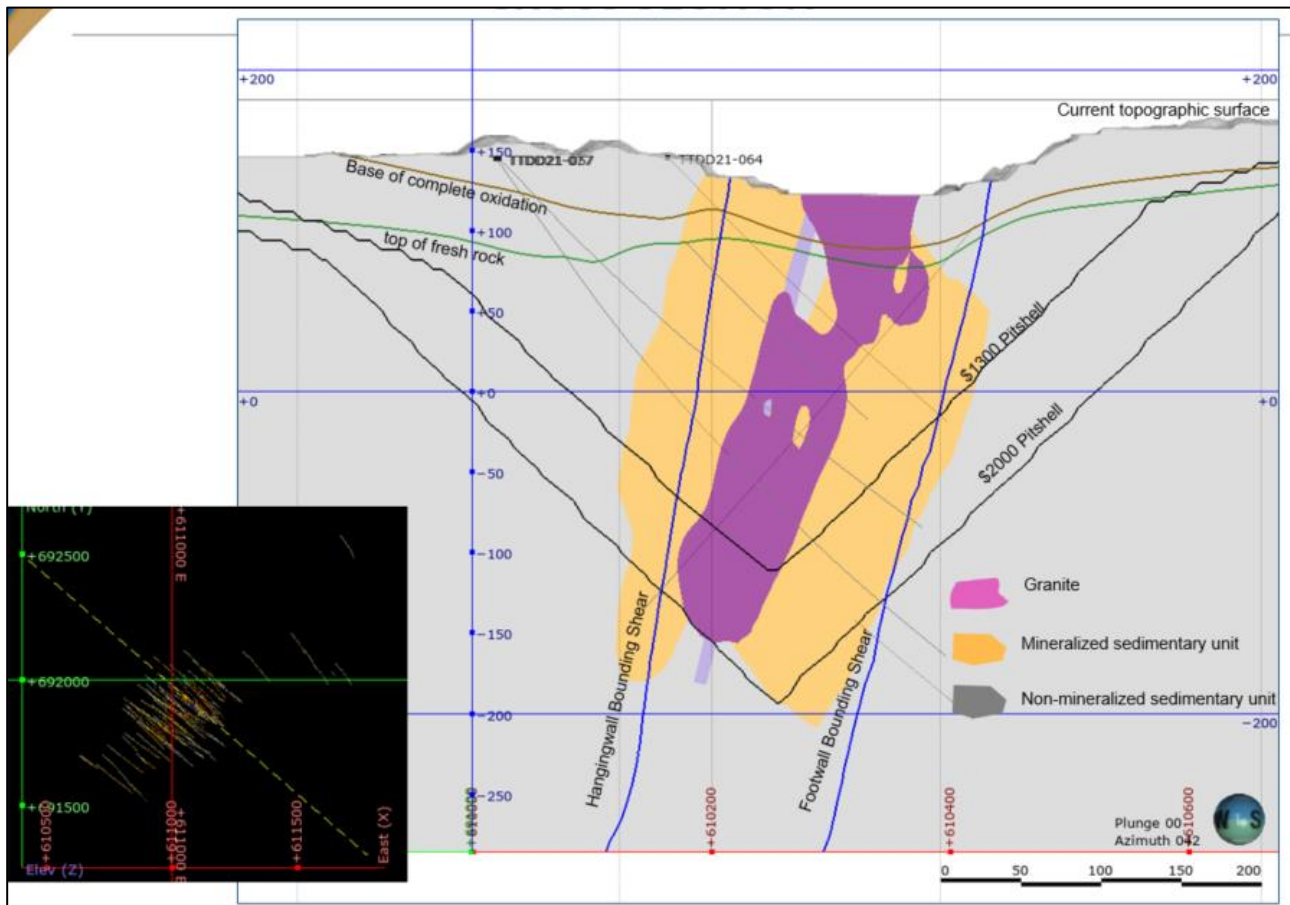 +200
+200
Current topographic surface
+150
TTDD21-064
Base of complete oxidation
+100
top of fresh rock
+50
$1300 Pitshell
+0
+0
$2000 Pitshell
-50
-100
-150
-200
-200
-250
Hangingwall Bounding Shear
Footwall Bounding Shear
Granite
Mineralized sedimentary unit
Non-mineralized sedimentary unit
+610200
+610400
+610600
Plunge 00
Azimuth 042
0 50 100 150 200
North (Y)
+692500
+692000
+691500
+611000 E
+610500
+611000
+611500
East (X)
Elev (Z)